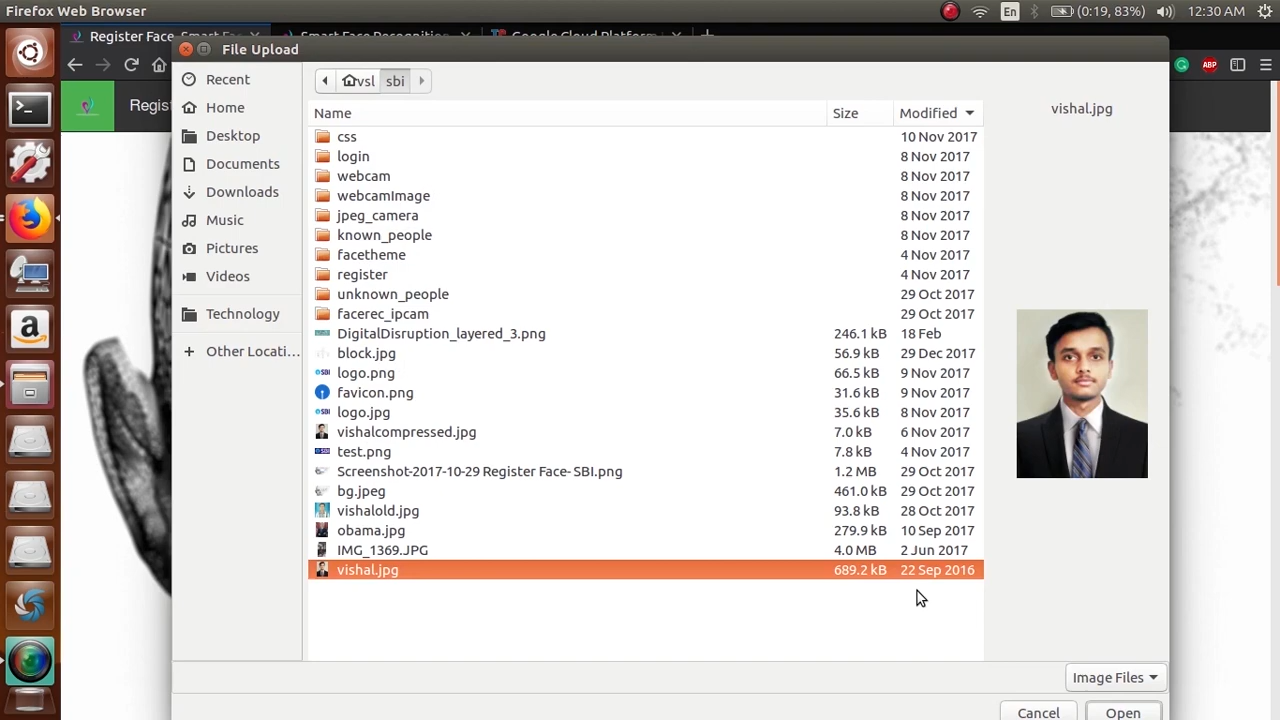 Firefox Web Browser
En
(0:19, 83%)
12:30 AM
Register Face
File Upload
ABP
Recent
Home
Desktop
Documents
Downloads
Music
Pictures
Videos
Technology
Other Locati...
vsl
sbi
Name Size Modified
css 10 Nov 2017
login 8 Nov 2017
webcam 8 Nov 2017
webcamImage 8 Nov 2017
jpeg_camera 8 Nov 2017
known_people 8 Nov 2017
facetheme 4 Nov 2017
register 4 Nov 2017
unknown_people 29 Oct 2017
facerec_ipcam 29 Oct 2017
DigitalDisruption_layered_3.png 246.1 kB 18 Feb
block.jpg 56.9 kB 29 Dec 2017
logo.png 66.5 kB 9 Nov 2017
favicon.png 31.6 kB 9 Nov 2017
logo.jpg 35.6 kB 8 Nov 2017
vishalcompressed.jpg 7.0 kB 6 Nov 2017
test.png 7.8 kB 4 Nov 2017
Screenshot-2017-10-29 Register Face- SBI.png 1.2 MB 29 Oct 2017
bg.jpeg 461.0 kB 29 Oct 2017
vishalold.jpg 93.8 kB 28 Oct 2017
obama.jpg 279.9 kB 10 Sep 2017
IMG_1369.JPG 4.0 MB 2 Jun 2017
vishal.jpg 689.2 kB 22 Sep 2016
vishal.jpg
Image Files
Cancel
Open